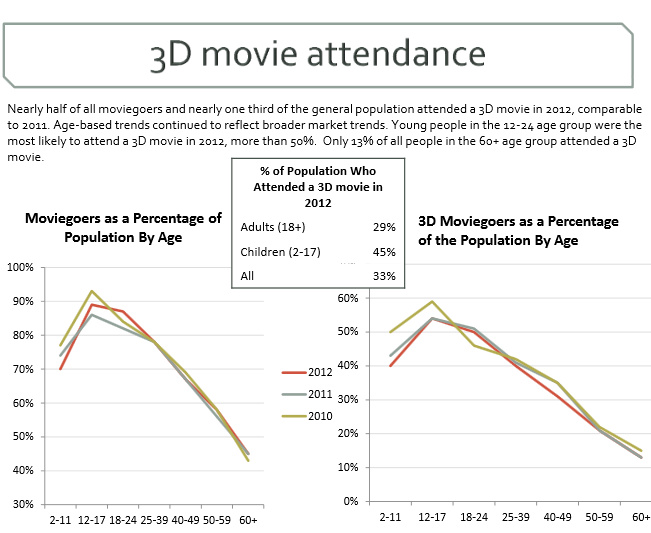 3D movie attendance
Nearly half of all moviegoers and nearly one third of the general population attended a 3D movie in 2012, comparable
to 2011. Age-based trends continued to reflect broader market trends. Young people in the 12-24 age group were the
most likely to attend a 3D movie in 2012, more than 50%. Only 13% of all people in the 60+ age group attended a 3D
movie.
% of Population Who
Attended a 3D movie in
2012
Adults (18+) 29%
Children (2-17) 45%
All 33%
Moviegoers as a Percentage of
Population By Age
100%
90%
80%
70%
60%
50%
40%
30%
2-11 12-17 18-24 25-39 40-49 50-59 60+
2012
2011
2010
3D Moviegoers as a Percentage
of the Population By Age
60%
50%
40%
30%
20%
10%
0%
2-11 12-17 18-24 25-39 40-49 50-59 60+